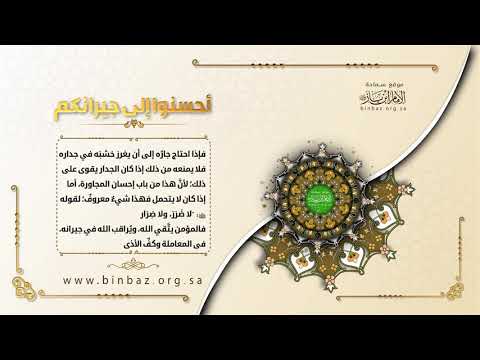 موقع سماحة
الإمام ابن باز
binbaz.org.sa
أحسنوا إلى جيرانكم
فإذا احتاج جارُه إلى أن يغرز خشبَه في جداره
فلا يمنعه من ذلك إذا كان الجدار يقوى على
ذلك؛ لأنَّ هذا من باب إحسان المجاورة، أما
إذا كان لا يتحمل فهذا شيءٌ معروفٌ؛ لقوله
ﷺ: "لا ضَرَرَ، ولا ضِرَار
فالمؤمن يتَّقي الله، ويُراقب الله في جيرانه،
في المعاملة وكفِّ الأذى
www.binbaz.org.sa